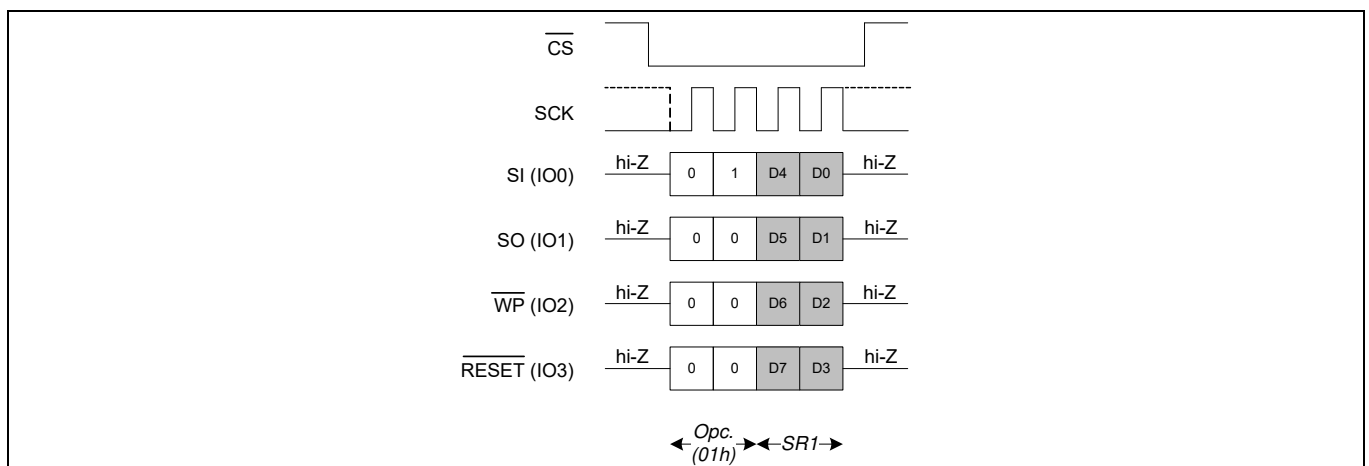 CS
SCK
SI (IO0) hi-Z 0 1 D4 D0 hi-Z
SO (IO1) hi-Z 0 0 D5 D1 hi-Z
WP (IO2) hi-Z 0 0 D6 D2 hi-Z
RESET (IO3) hi-Z 0 0 D7 D3 hi-Z
Opc. SR1
(01h)